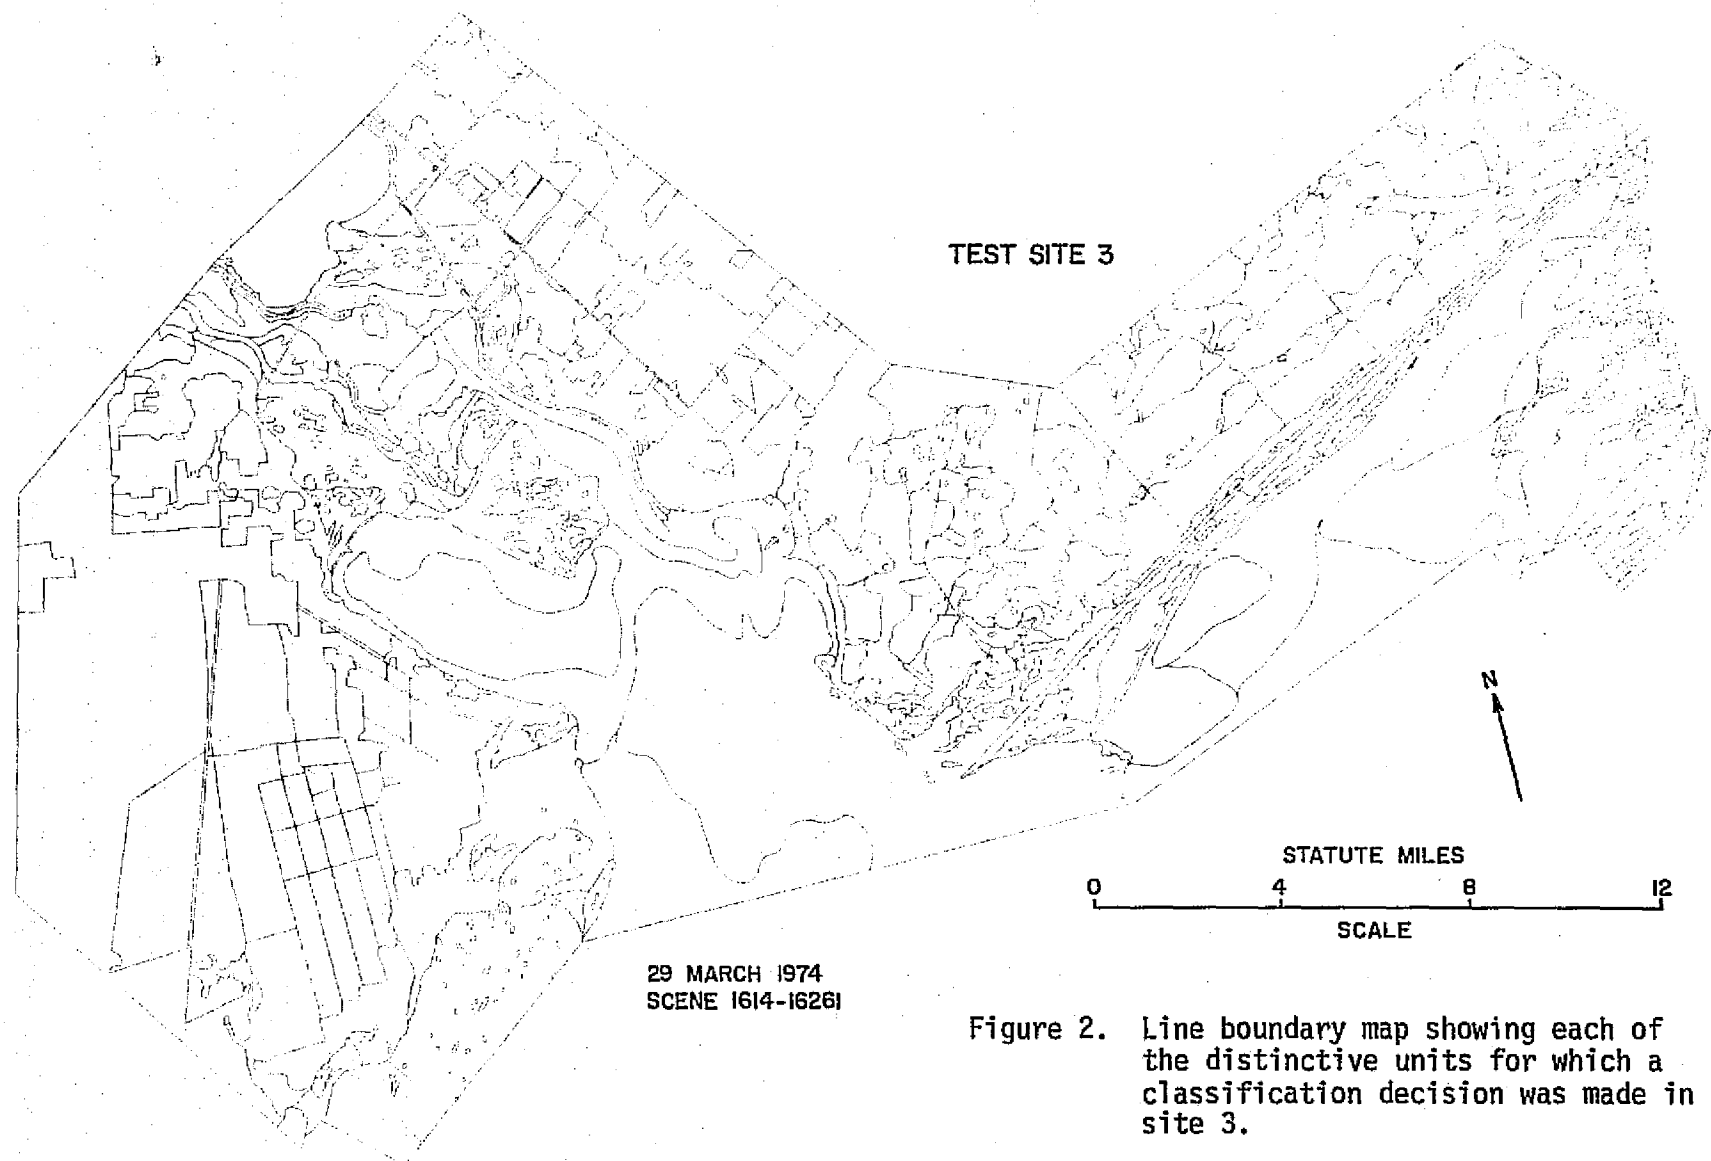 TEST SITE 3
N
STATUTE MILES
0 4 8 12
SCALE
29 MARCH 1974
SCENE 1614-16261
Figure 2. Line boundary map showing each of
the distinctive units for which a
classification decision was made in
site 3.